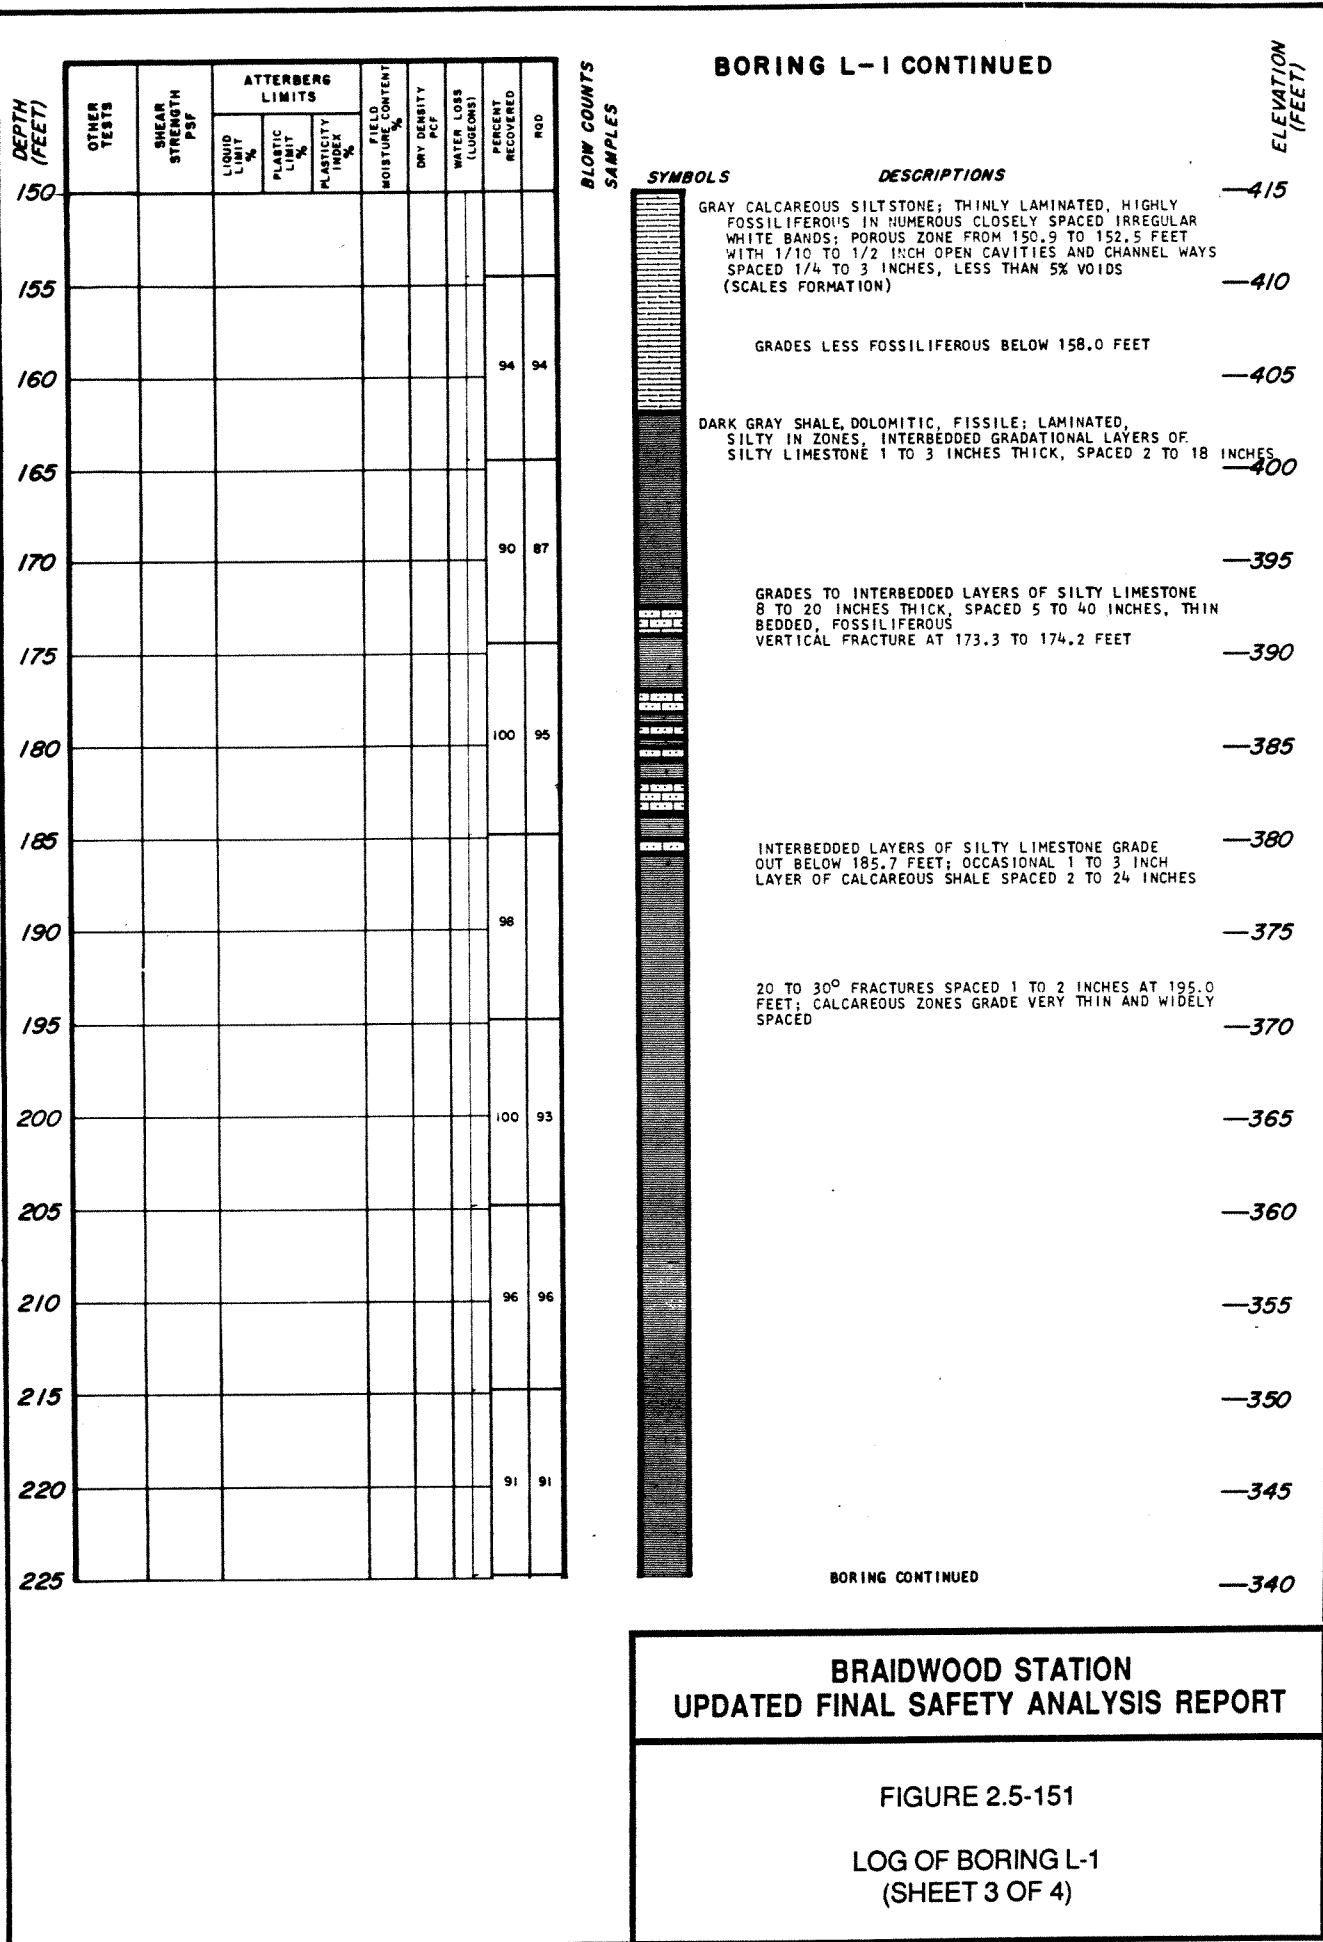 BORING L-1 CONTINUED
DEPTH
(FEET)
OTHER
TESTS
SHEAR
STRENGTH
PSF
ATTERBERG
LIMITS
LIQUID
LIMIT
%
PLASTIC
LIMIT
%
PLASTICITY
INDEX
%
FIELD
MOISTURE CONTENT
%
DRY DENSITY
PCF
WATER LOSS
(LUGEONS)
PERCENT
RECOVERED
RQD
BLOW COUNTS
SAMPLES
SYMBOLS
DESCRIPTIONS
ELEVATION
(FEET)
150
155
160
165
170
175
180
185
190
195
200
205
210
215
220
225
94 94
90 87
100 95
98
100 93
96 96
91 91
GRAY CALCAREOUS SILTSTONE; THINLY LAMINATED, HIGHLY
FOSSILIFEROUS IN NUMEROUS CLOSELY SPACED IRREGULAR
WHITE BANDS; POROUS ZONE FROM 150.9 TO 152.5 FEET
WITH 1/10 TO 1/2 INCH OPEN CAVITIES AND CHANNEL WAYS
SPACED 1/4 TO 3 INCHES, LESS THAN 5% VOIDS
(SCALES FORMATION)
GRADES LESS FOSSILIFEROUS BELOW 158.0 FEET
DARK GRAY SHALE, DOLOMITIC, FISSILE; LAMINATED,
SILTY IN ZONES, INTERBEDDED GRADATIONAL LAYERS OF
SILTY LIMESTONE 1 TO 3 INCHES THICK, SPACED 2 TO 18 INCHES
GRADES TO INTERBEDDED LAYERS OF SILTY LIMESTONE
8 TO 20 INCHES THICK, SPACED 5 TO 40 INCHES, THIN
BEDDED, FOSSILIFEROUS
VERTICAL FRACTURE AT 173.3 TO 174.2 FEET
INTERBEDDED LAYERS OF SILTY LIMESTONE GRADE
OUT BELOW 185.7 FEET; OCCASIONAL 1 TO 3 INCH
LAYER OF CALCAREOUS SHALE SPACED 2 TO 24 INCHES
20 TO 30° FRACTURES SPACED 1 TO 2 INCHES AT 195.0
FEET; CALCAREOUS ZONES GRADE VERY THIN AND WIDELY
SPACED
BORING CONTINUED
—415
—410
—405
—400
—395
—390
—385
—380
—375
—370
—365
—360
—355
—350
—345
—340
BRAIDWOOD STATION
UPDATED FINAL SAFETY ANALYSIS REPORT
FIGURE 2.5-151
LOG OF BORING L-1
(SHEET 3 OF 4)